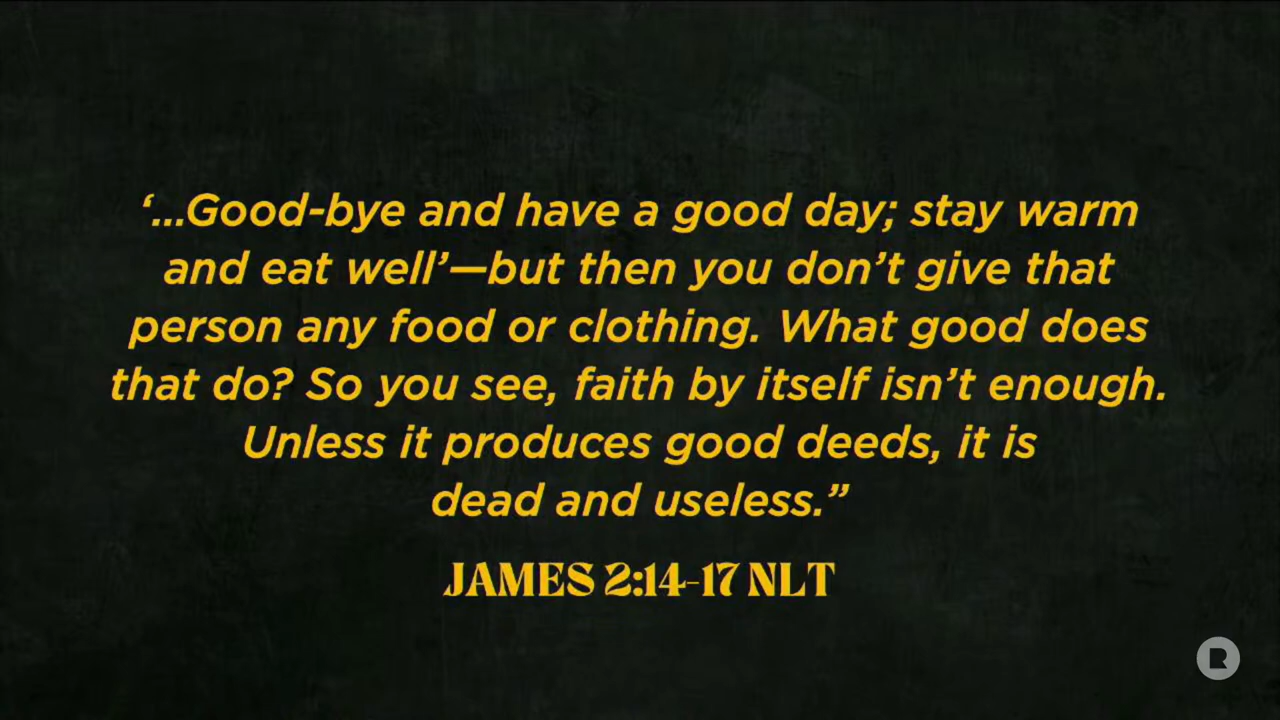 ‘...Good-bye and have a good day; stay warm
and eat well’—but then you don’t give that
person any food or clothing. What good does
that do? So you see, faith by itself isn’t enough.
Unless it produces good deeds, it is
dead and useless.”
JAMES 2:14-17 NLT
R